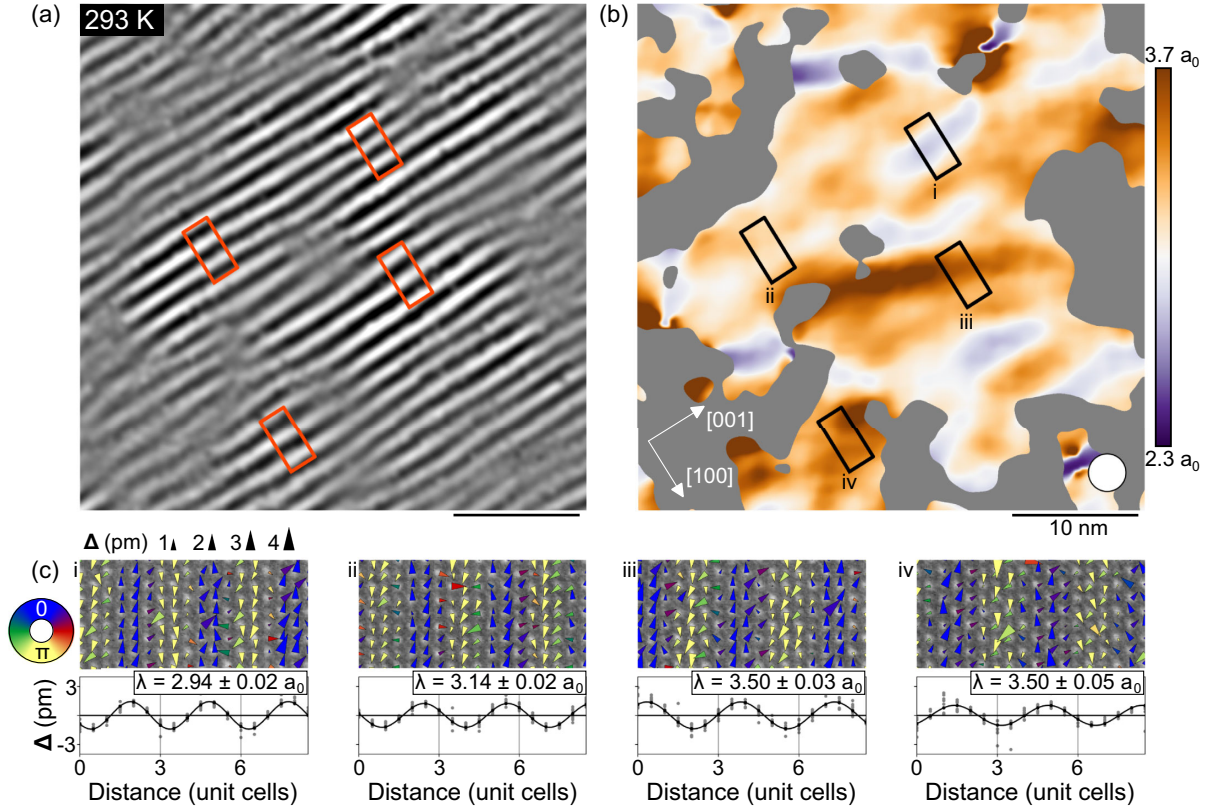 (a)
293 K
(b)
3.7 a₀
i
ii
iii
[001]
[100]
iv
2.3 a₀
10 nm
Δ (pm) 1 2 3 4
(c)
i
ii
iii
iv
0
π
λ = 2.94 ± 0.02 a₀
λ = 3.14 ± 0.02 a₀
λ = 3.50 ± 0.03 a₀
λ = 3.50 ± 0.05 a₀
Δ (pm)
3
-3
0 3 6
0 3 6
0 3 6
0 3 6
Distance (unit cells)
Distance (unit cells)
Distance (unit cells)
Distance (unit cells)